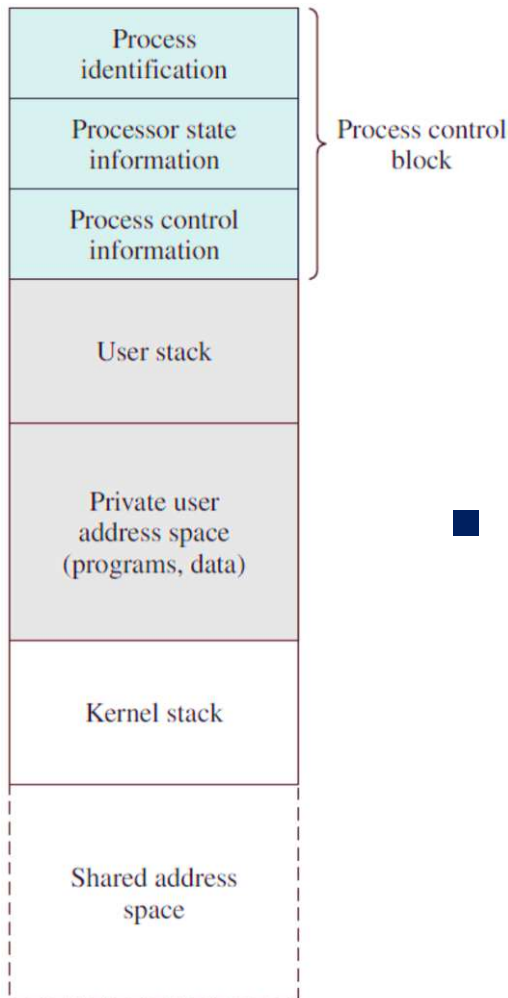 Process
identification
Processor state
information
Process control
information
Process control
block
User stack
Private user
address space
(programs, data)
Kernel stack
Shared address
space